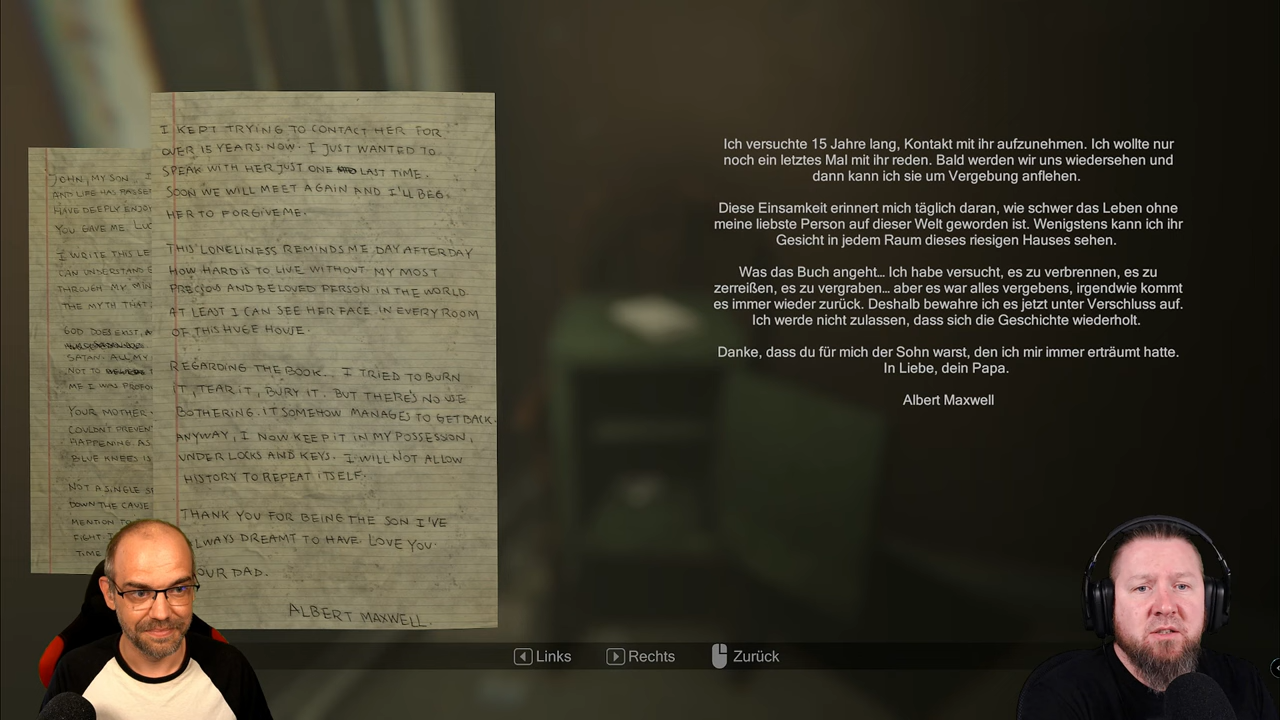 JOHN, MY SON
AND LIFE HAS PASSE
HAVE DEEPLY ENJOY
YOU GAVE ME. LUC
I WRITE THIS LE
CAN UNDERSTAND E
THROUGH MY MIN
THE MYTH THAT
GOD DOES EXIST, A
SATAN. ALL MY
NOT TO
ME I WAS PROFO
YOUR MOTHER
COULDN'T PREVEN
HAPPENING. AS
BLUE KNEES IS
NOT A SINGLE S
DOWN THE CAUSE
MENTION TO
FIGHT. I
TIME
I KEPT TRYING TO CONTACT HER FOR
OVER 15 YEARS NOW. I JUST WANTED TO
SPEAK WITH HER JUST ONE LAST TIME.
SOON WE WILL MEET AGAIN AND I'LL BEG
HER TO FORGIVE ME.
THIS LONELINESS REMINDS ME DAY AFTER DAY
HOW HARD IS TO LIVE WITHOUT MY MOST
PRECIOUS AND BELOVED PERSON IN THE WORLD.
AT LEAST I CAN SEE HER FACE IN EVERY ROOM
OF THIS HUGE HOUSE.
REGARDING THE BOOK... I TRIED TO BURN
IT, TEAR IT, BURY IT. BUT THERE'S NO USE
BOTHERING. IT SOMEHOW MANAGES TO GET BACK.
ANYWAY, I NOW KEEP IT IN MY POSSESSION,
UNDER LOCKS AND KEYS. I WILL NOT ALLOW
HISTORY TO REPEAT ITSELF.
THANK YOU FOR BEING THE SON I'VE
LWAYS DREAMT TO HAVE. LOVE YOU.
OUR DAD.
ALBERT MAXWELL.
Ich versuchte 15 Jahre lang, Kontakt mit ihr aufzunehmen. Ich wollte nur
noch ein letztes Mal mit ihr reden. Bald werden wir uns wiedersehen und
dann kann ich sie um Vergebung anflehen.
Diese Einsamkeit erinnert mich täglich daran, wie schwer das Leben ohne
meine liebste Person auf dieser Welt geworden ist. Wenigstens kann ich ihr
Gesicht in jedem Raum dieses riesigen Hauses sehen.
Was das Buch angeht... Ich habe versucht, es zu verbrennen, es zu
zerreißen, es zu vergraben... aber es war alles vergebens, irgendwie kommt
es immer wieder zurück. Deshalb bewahre ich es jetzt unter Verschluss auf.
Ich werde nicht zulassen, dass sich die Geschichte wiederholt.
Danke, dass du für mich der Sohn warst, den ich mir immer erträumt hatte.
In Liebe, dein Papa.
Albert Maxwell
Links Rechts Zurück